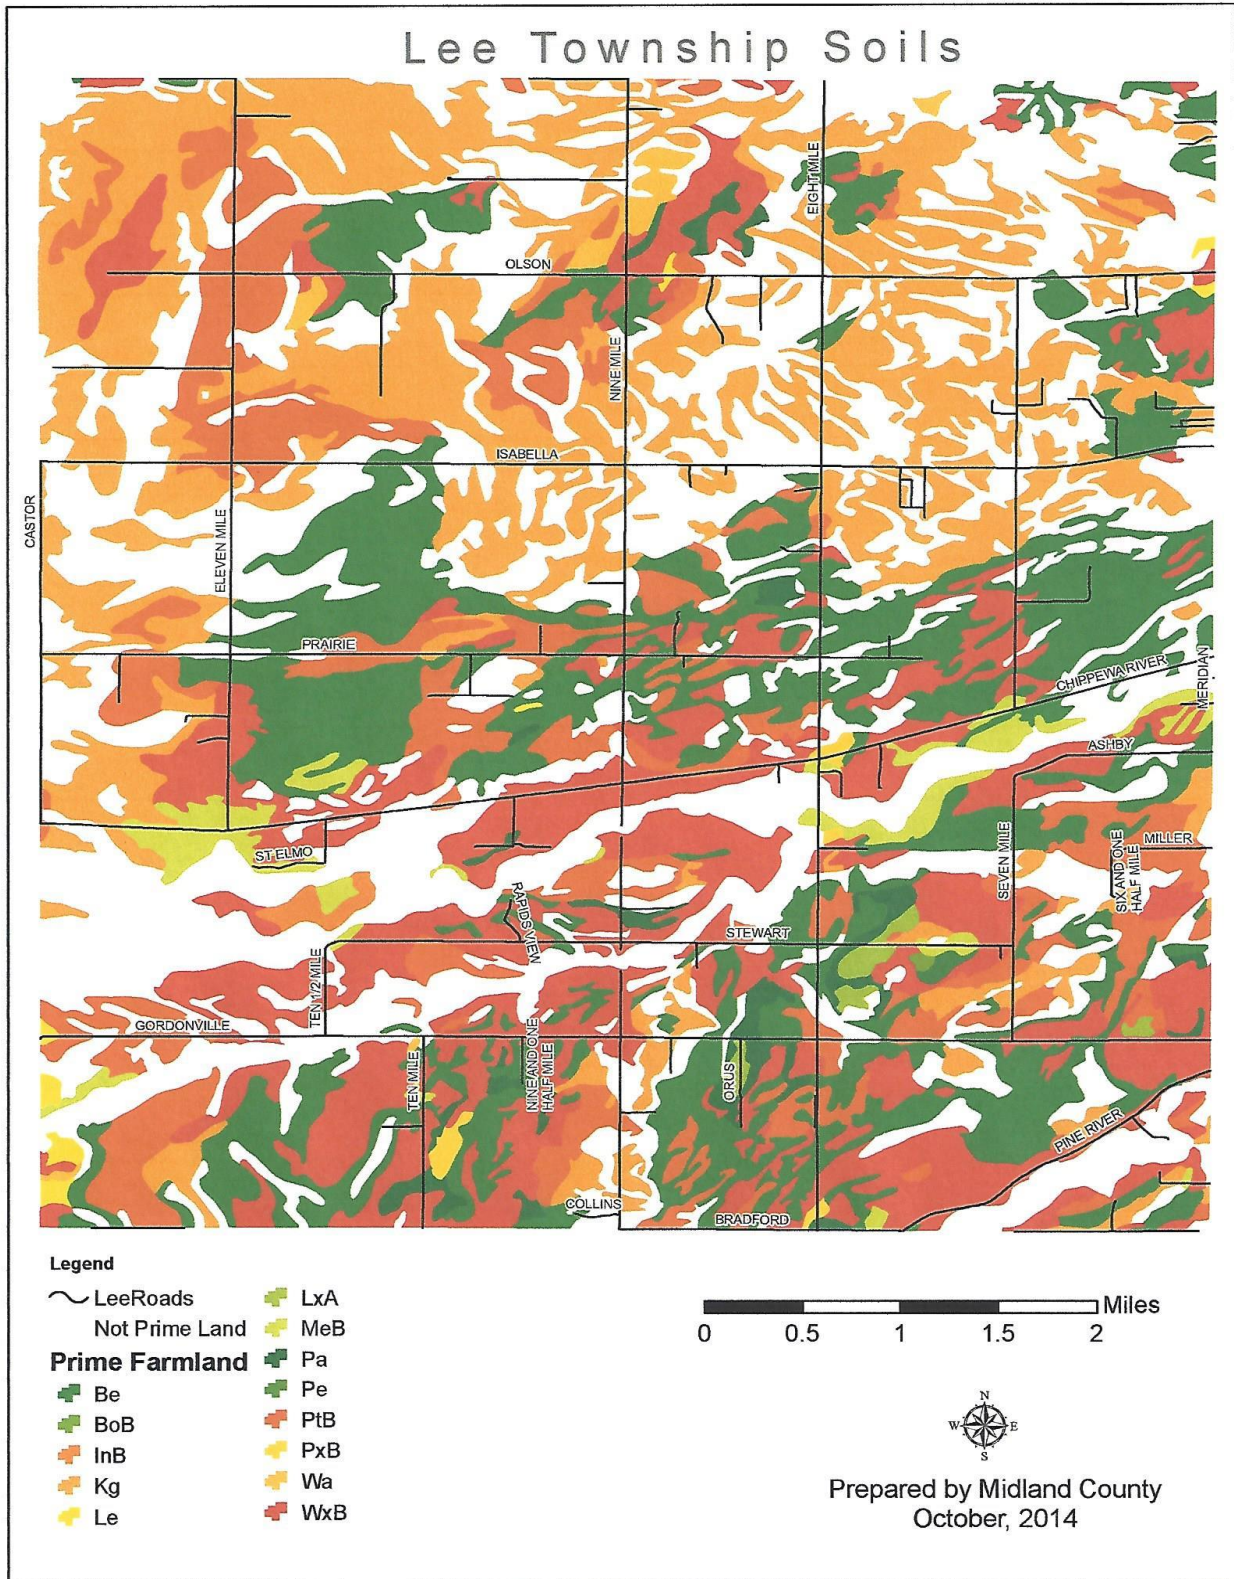 Lee Township Soils
EIGHT MILE
OLSON
NINE MILE
ISABELLA
CASTOR
ELEVEN MILE
PRAIRIE
CHIPPEWA RIVER
MERIDIAN
ASHBY
ST ELMO
SEVEN MILE
MILLER
SIX AND ONE
HALF MILE
RAPIDSVIEW
STEWART
TEN 1/2 MILE
GORDONVILLE
TEN MILE
NINE AND ONE
HALF MILE
ORUS
PINE RIVER
COLLINS
BRADFORD
Legend
LeeRoads
Not Prime Land
Prime Farmland
Be
BoB
InB
Kg
Le
LxA
MeB
Pa
Pe
PtB
PxB
Wa
WxB
Miles
0 0.5 1 1.5 2
N
W E
S
Prepared by Midland County
October, 2014